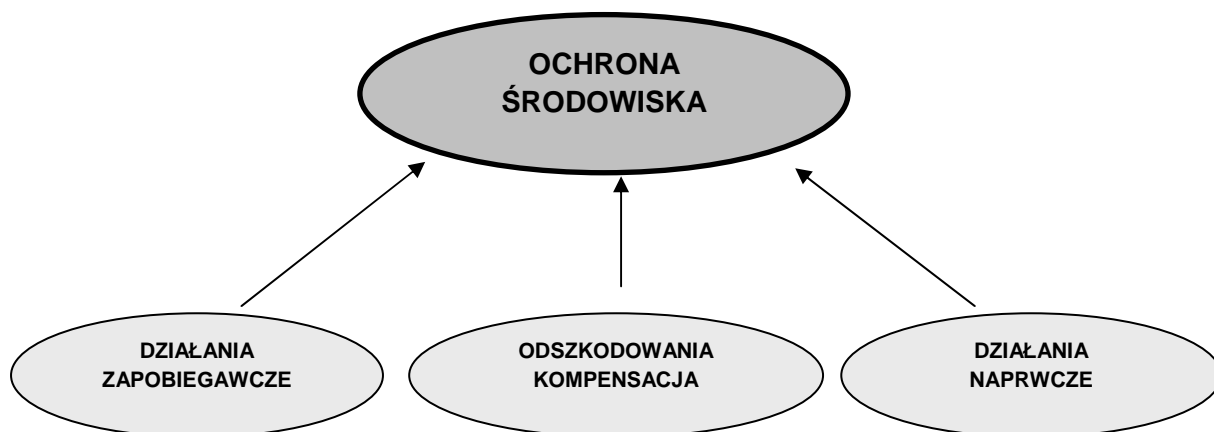 OCHRONA
ŚRODOWISKA
DZIAŁANIA
ZAPOBIEGAWCZE
ODSZKODOWANIA
KOMPENSACJA
DZIAŁANIA
NAPRWCZE